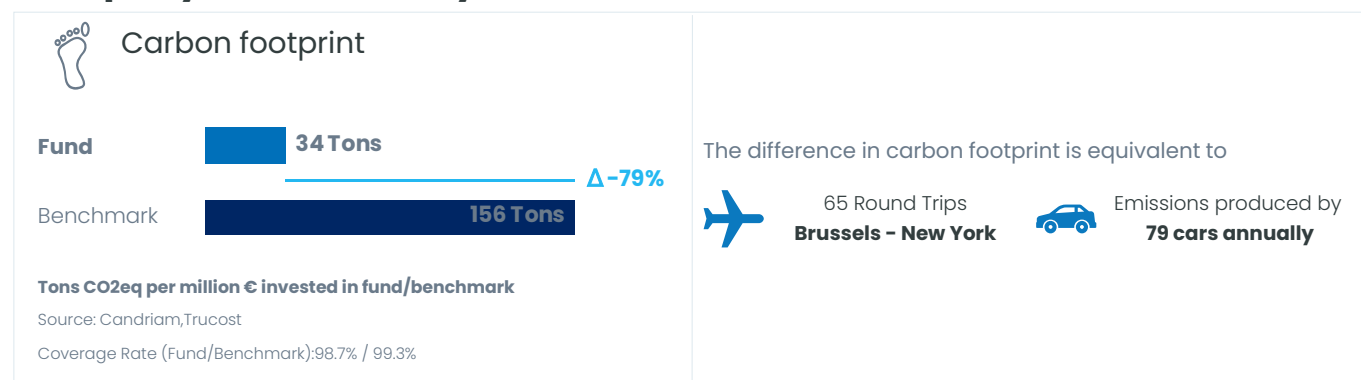 Carbon footprint
Fund
34 Tons
Δ-79%
Benchmark
156 Tons
Tons CO2eq per million € invested in fund/benchmark
Source: Candriam,Trucost
Coverage Rate (Fund/Benchmark):98.7% / 99.3%
The difference in carbon footprint is equivalent to
65 Round Trips
Brussels - New York
Emissions produced by
79 cars annually